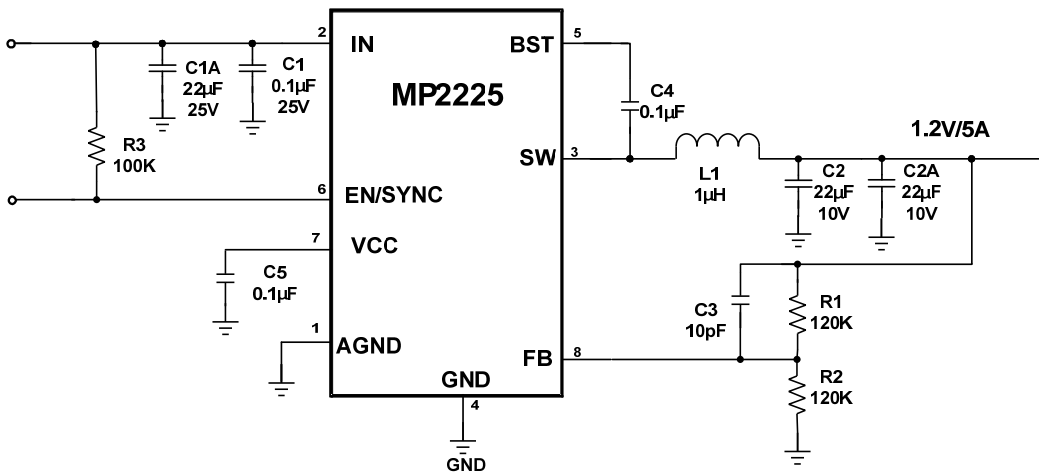 2
IN
C1A
22µF
25V
C1
0.1µF
25V
R3
100K
6
EN/SYNC
7
VCC
C5
0.1µF
1
AGND
MP2225
GND
4
GND
BST
5
C4
0.1µF
SW
3
L1
1µH
1.2V/5A
C2
22µF
10V
C2A
22µF
10V
C3
10pF
R1
120K
FB
8
R2
120K